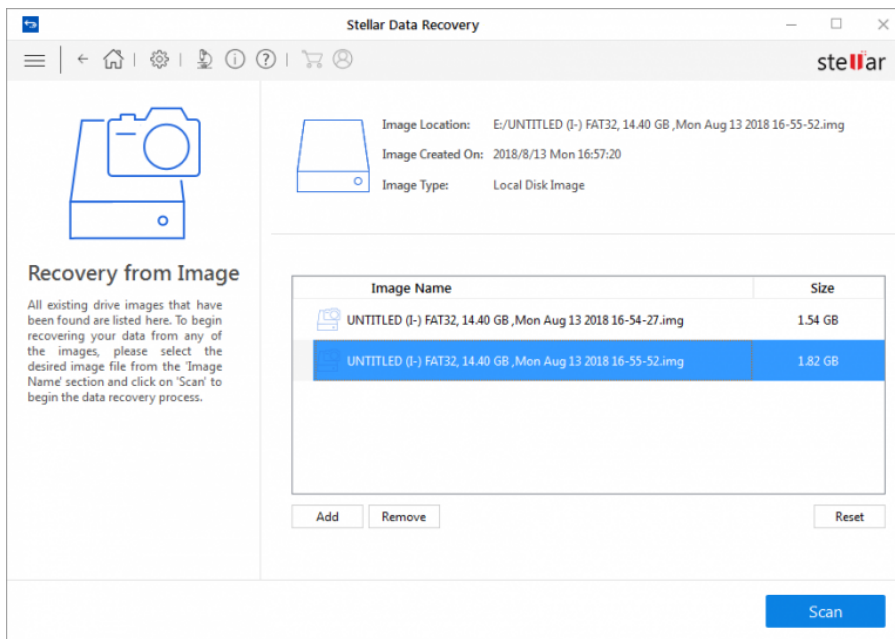 Stellar Data Recovery
stellar
Image Location: E:/UNTITLED (I-) FAT32, 14.40 GB ,Mon Aug 13 2018 16-55-52.img
Image Created On: 2018/8/13 Mon 16:57:20
Image Type: Local Disk Image
Recovery from Image
All existing drive images that have
been found are listed here. To begin
recovering your data from any of
the images, please select the
desired image file from the 'Image
Name' section and click on 'Scan' to
begin the data recovery process.
Image Name Size
UNTITLED (I-) FAT32, 14.40 GB ,Mon Aug 13 2018 16-54-27.img 1.54 GB
UNTITLED (I-) FAT32, 14.40 GB ,Mon Aug 13 2018 16-55-52.img 1.82 GB
Add Remove Reset
Scan